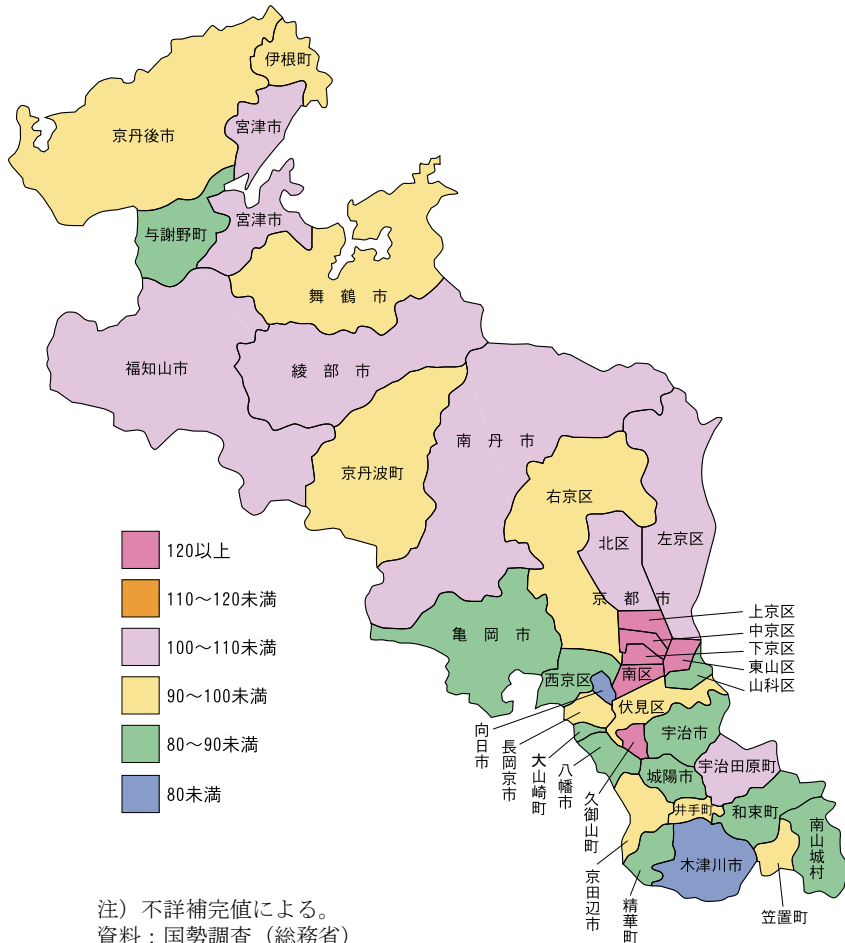 伊根町
京丹後市
宮津市
与謝野町
宮津市
舞鶴市
福知山市
綾部市
南丹市
京丹波町
右京区
北区
左京区
京都市
120以上
110～120未満
100～110未満
90～100未満
80～90未満
80未満
亀岡市
上京区
中京区
下京区
東山区
山科区
南区
西京区
伏見区
向日市
長岡京市
大山崎町
八幡市
久御山町
京田辺市
精華町
宇治市
城陽市
宇治田原町
井手町
和束町
南山城村
木津川市
笠置町
注）不詳補完値による。
資料：国勢調査（総務省）